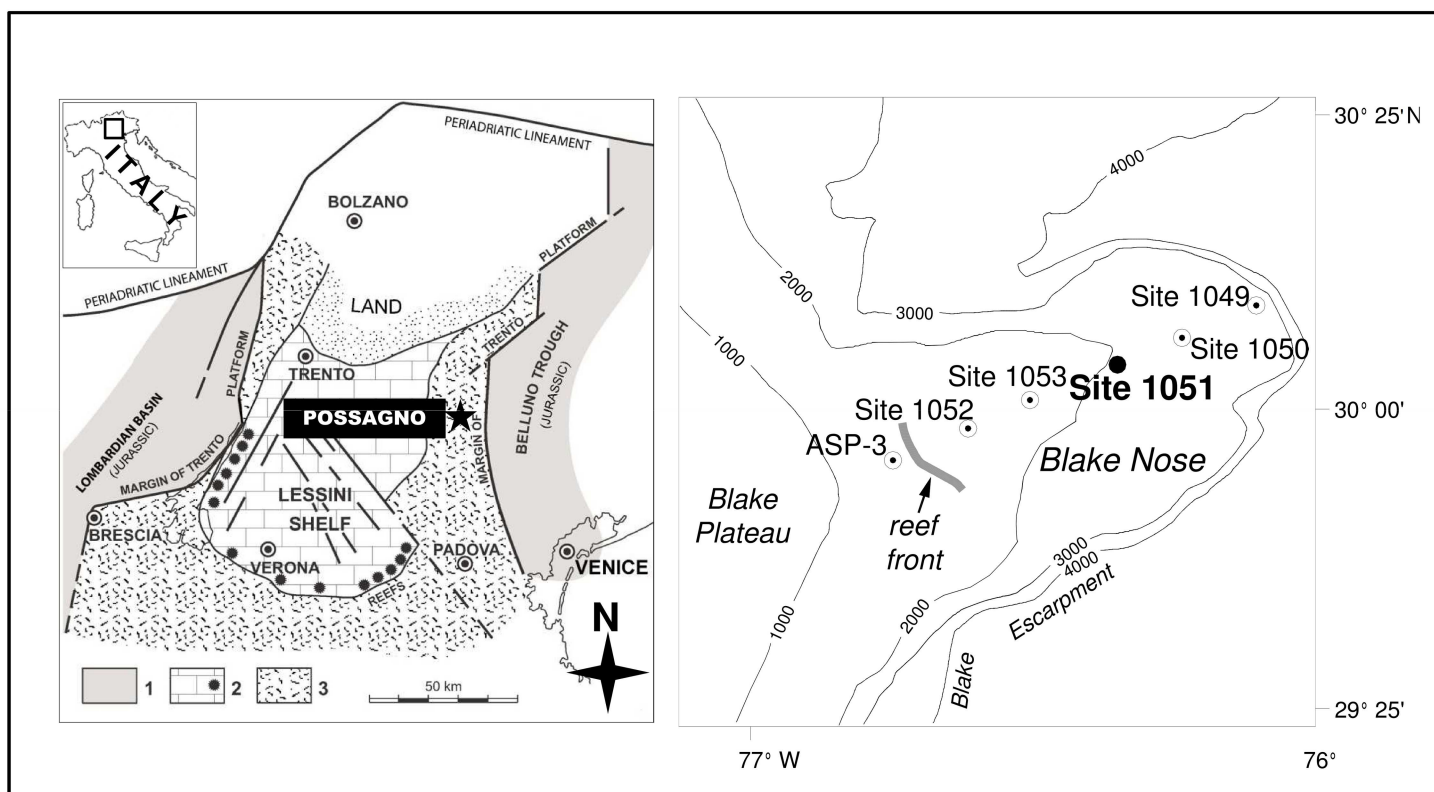 ITALY
PERIADRIATIC LINEAMENT
BOLZANO
PLATFORM
PERIADRIATIC LINEAMENT
LAND
TRENTO
TRENTO
PLATFORM
POSSAGNO
MARGIN OF
BELLUNO TROUGH
(JURASSIC)
LOMBARDIAN BASIN
(JURASSIC)
MARGIN OF TRENTO
LESSINI
SHELF
BRESCIA
VERONA
PADOVA
REEFS
VENICE
N
1
2
3
50 km
30° 25'N
4000
2000
3000
1000
Site 1049
Site 1050
Site 1053
Site 1051
Site 1052
30° 00'
ASP-3
Blake Nose
Blake
Plateau
reef
front
3000
4000
Escarpment
2000
1000
Blake
29° 25'
77° W
76°